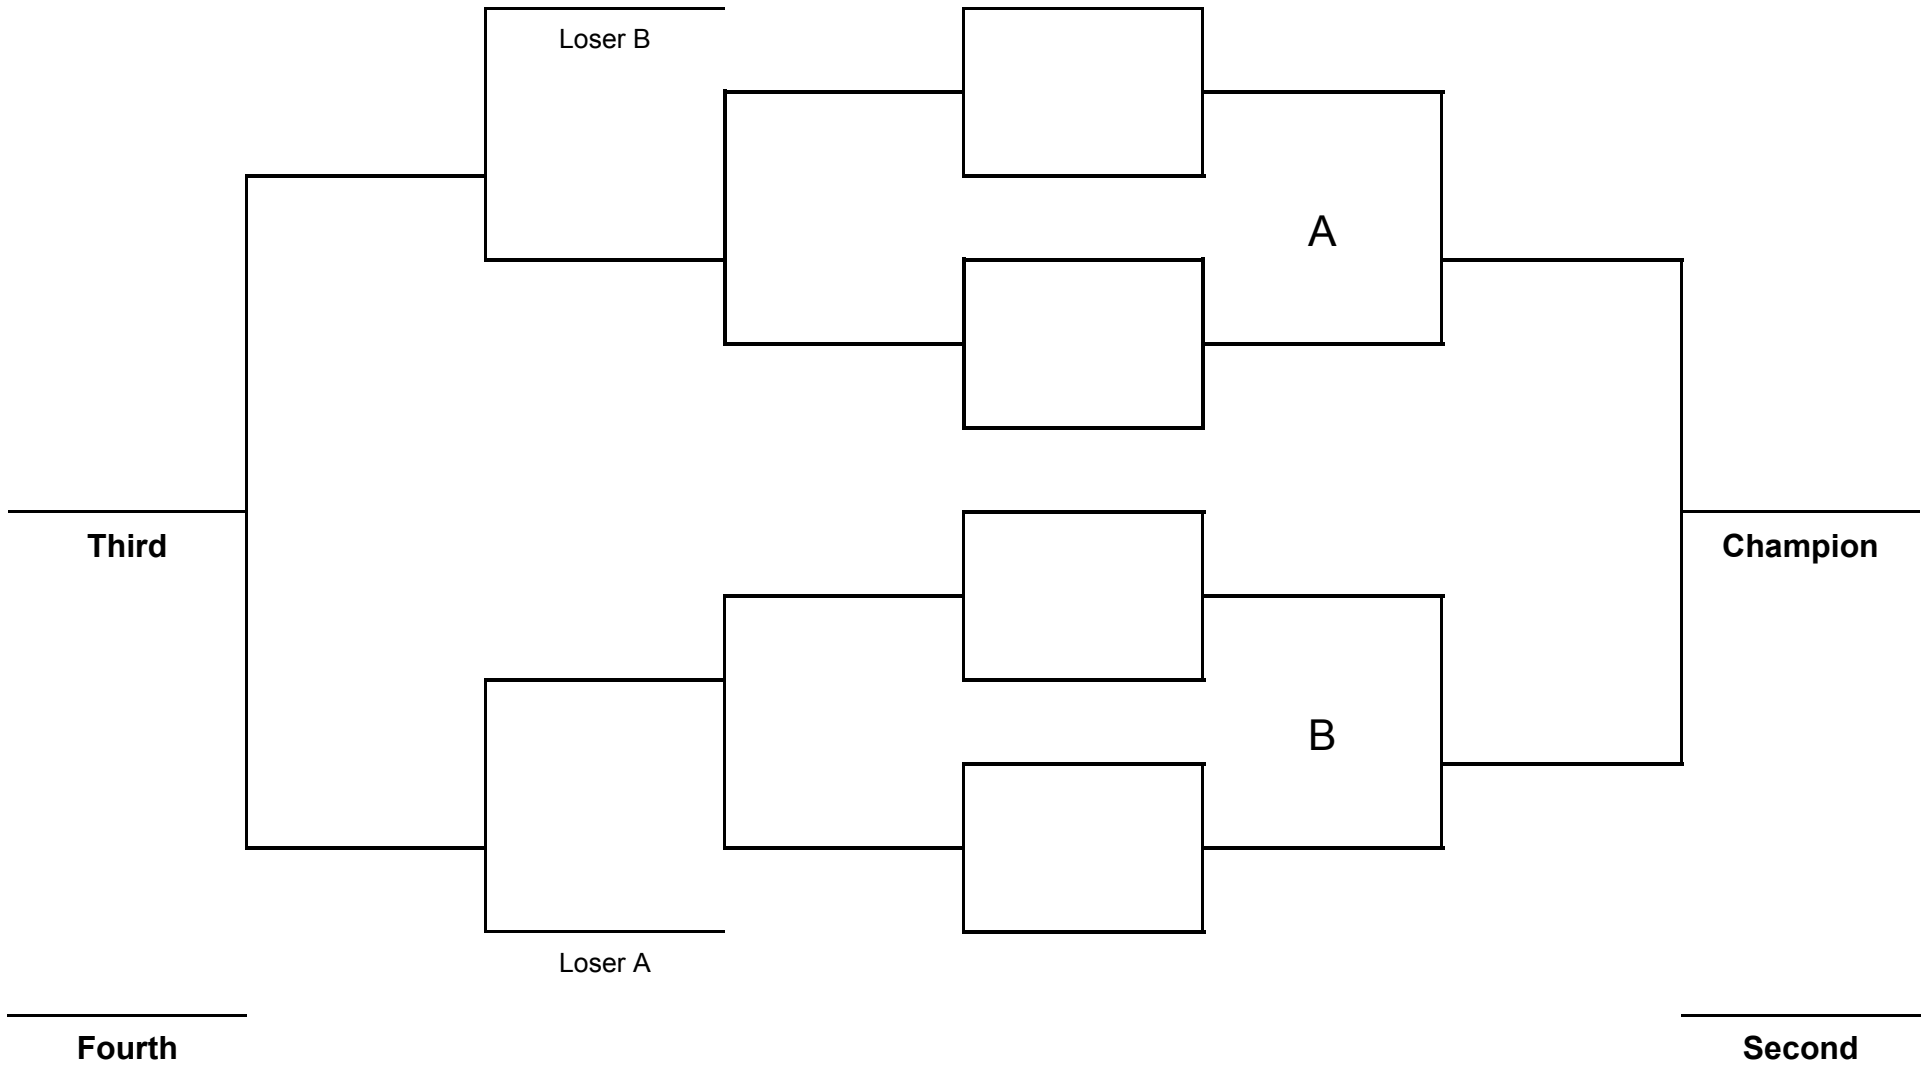 Loser B
A
Third
Champion
B
Loser A
Fourth
Second